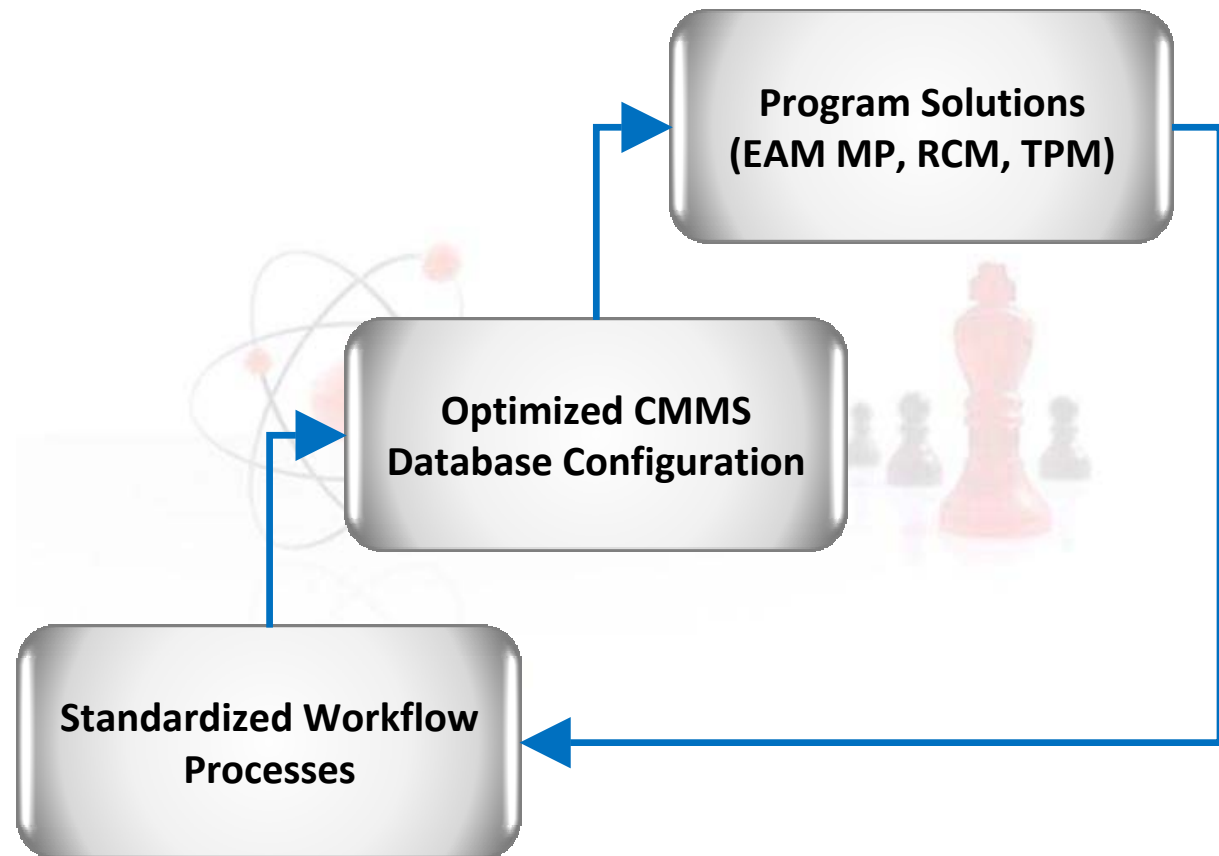 Program Solutions
(EAM MP, RCM, TPM)
Optimized CMMS
Database Configuration
Standardized Workflow
Processes